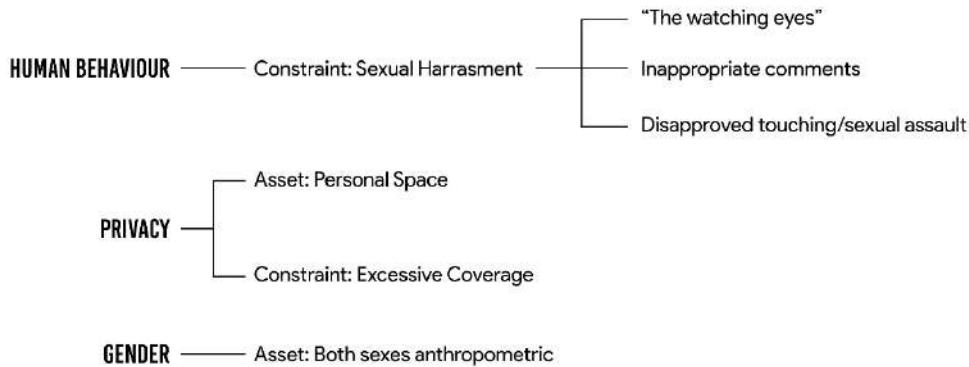 “The watching eyes”
HUMAN BEHAVIOUR
Constraint: Sexual Harrasment
Inappropriate comments
Disapproved touching/sexual assault
Asset: Personal Space
PRIVACY
Constraint: Excessive Coverage
GENDER
Asset: Both sexes anthropometric